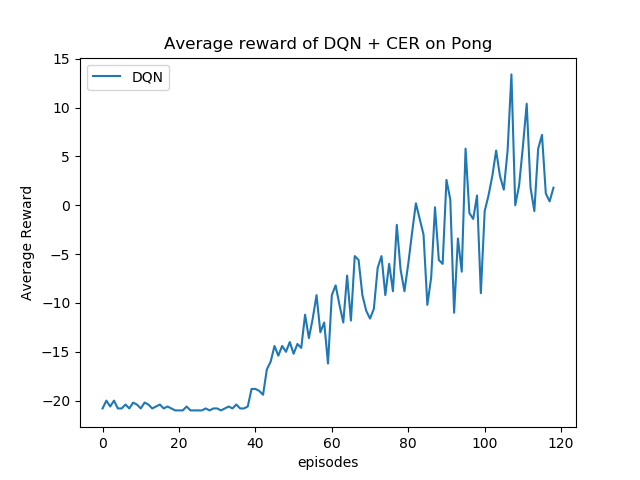 Average reward of DQN + CER on Pong
DQN
Average Reward
15
10
5
0
−5
−10
−15
−20
0 20 40 60 80 100 120
episodes